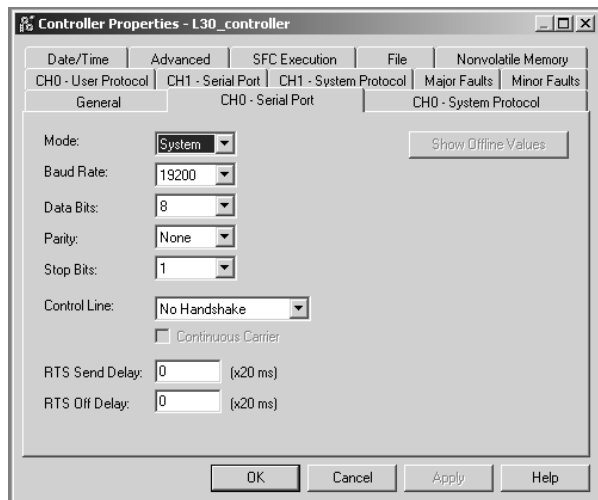 Controller Properties - L30_controller
Date/Time Advanced SFC Execution File Nonvolatile Memory
CH0 - User Protocol CH1 - Serial Port CH1 - System Protocol Major Faults Minor Faults
General CH0 - Serial Port CH0 - System Protocol
Mode: System Show Offline Values
Baud Rate: 19200
Data Bits: 8
Parity: None
Stop Bits: 1
Control Line: No Handshake
Continuous Carrier
RTS Send Delay: 0 (x20 ms)
RTS Off Delay: 0 (x20 ms)
OK Cancel Apply Help